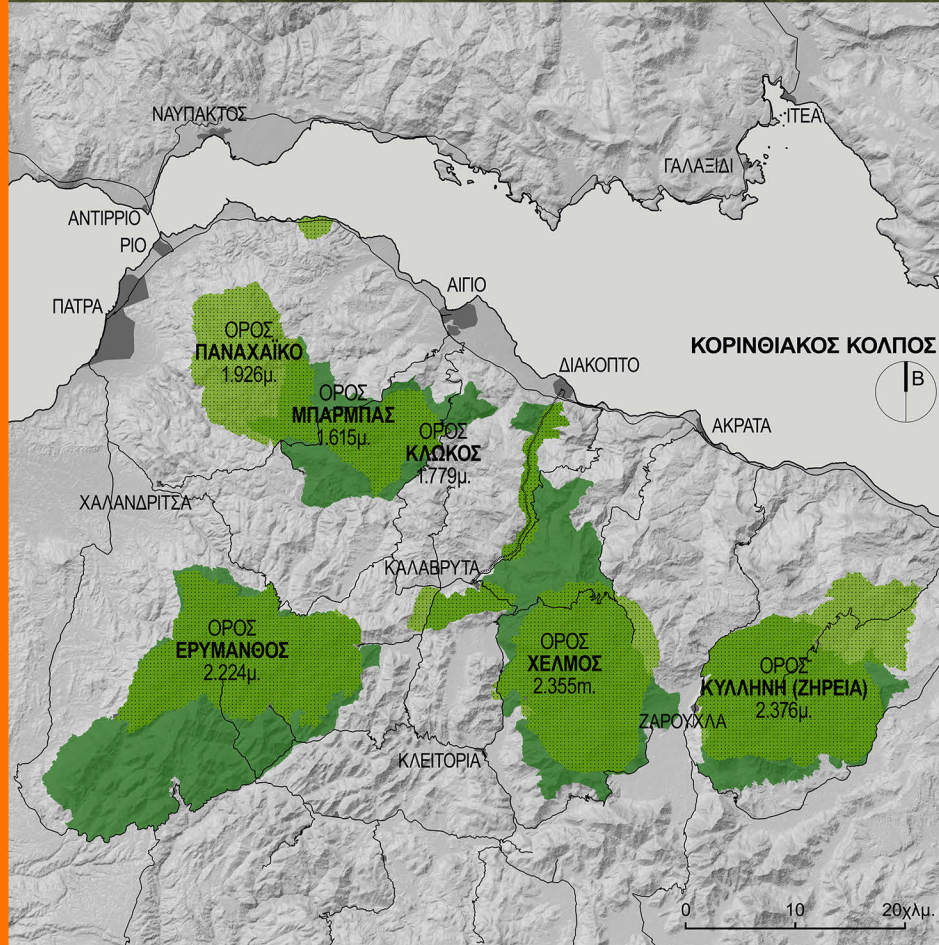 ΝΑΥΠΑΚΤΟΣ
ΙΤΕΑ
ΓΑΛΑΞΙΔΙ
ΑΝΤΙΡΡΙΟ
ΡΙΟ
ΠΑΤΡΑ
ΑΙΓΙΟ
ΟΡΟΣ
ΠΑΝΑΧΑΪΚΟ
1.926μ.
ΚΟΡΙΝΘΙΑΚΟΣ ΚΟΛΠΟΣ
ΔΙΑΚΟΠΤΟ
Β
ΟΡΟΣ
ΜΠΑΡΜΠΑΣ
1.615μ.
ΟΡΟΣ
ΚΛΩΚΟΣ
1.779μ.
ΑΚΡΑΤΑ
ΧΑΛΑΝΔΡΙΤΣΑ
ΚΑΛΑΒΡΥΤΑ
ΟΡΟΣ
ΕΡΥΜΑΝΘΟΣ
2.224μ.
ΟΡΟΣ
ΧΕΛΜΟΣ
2.355m.
ΟΡΟΣ
ΚΥΛΛΗΝΗ (ΖΗΡΕΙΑ)
2.376μ.
ΖΑΡΟΥΧΛΑ
ΚΛΕΙΤΟΡΙΑ
0 10 20χλμ.